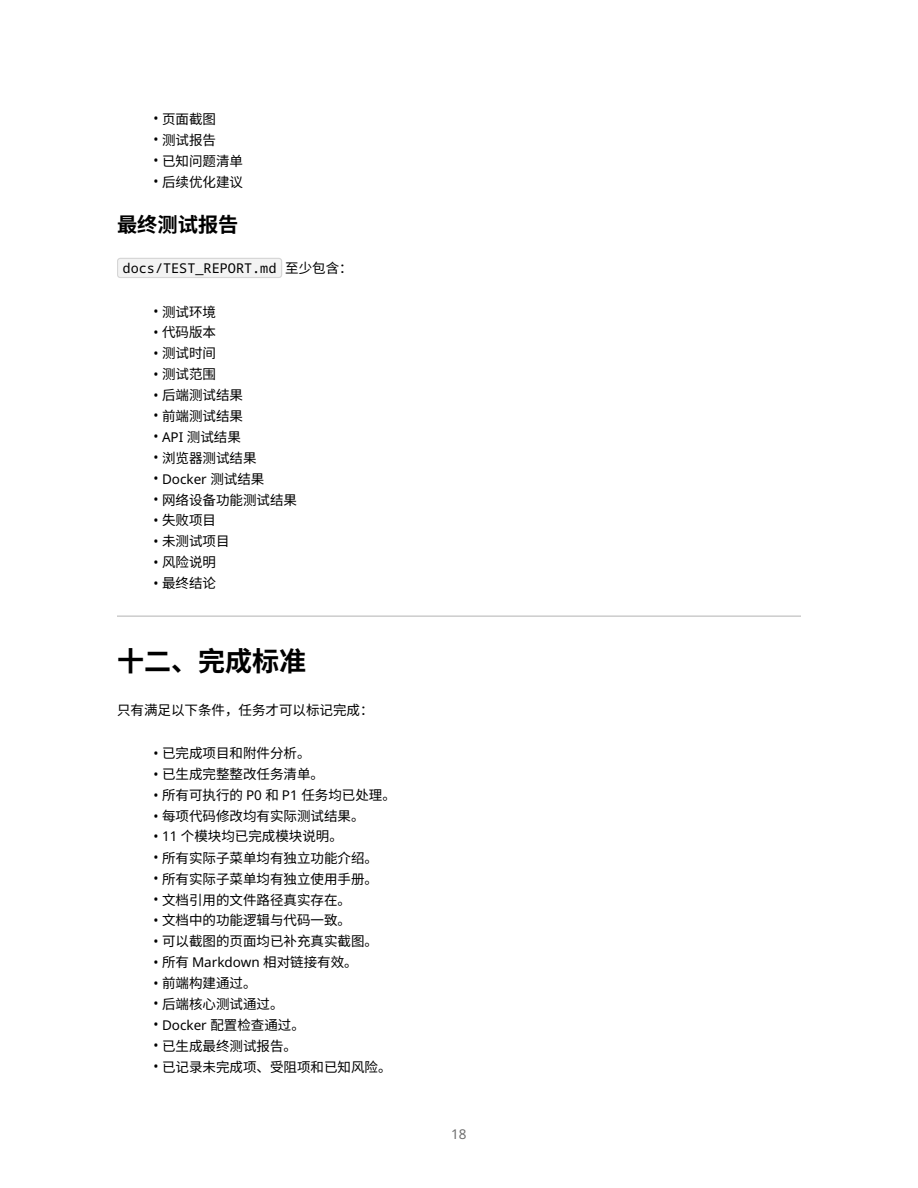 • 页面截图
• 测试报告
• 已知问题清单
• 后续优化建议
最终测试报告
docs/TEST_REPORT.md 至少包含：
• 测试环境
• 代码版本
• 测试时间
• 测试范围
• 后端测试结果
• 前端测试结果
• API 测试结果
• 浏览器测试结果
• Docker 测试结果
• 网络设备功能测试结果
• 失败项目
• 未测试项目
• 风险说明
• 最终结论
十二、完成标准
只有满足以下条件，任务才可以标记完成：
• 已完成项目和附件分析。
• 已生成完整整改任务清单。
• 所有可执行的 P0 和 P1 任务均已处理。
• 每项代码修改均有实际测试结果。
• 11 个模块均已完成模块说明。
• 所有实际子菜单均有独立功能介绍。
• 所有实际子菜单均有独立使用手册。
• 文档引用的文件路径真实存在。
• 文档中的功能逻辑与代码一致。
• 可以截图的页面均已补充真实截图。
• 所有 Markdown 相对链接有效。
• 前端构建通过。
• 后端核心测试通过。
• Docker 配置检查通过。
• 已生成最终测试报告。
• 已记录未完成项、受阻项和已知风险。
18